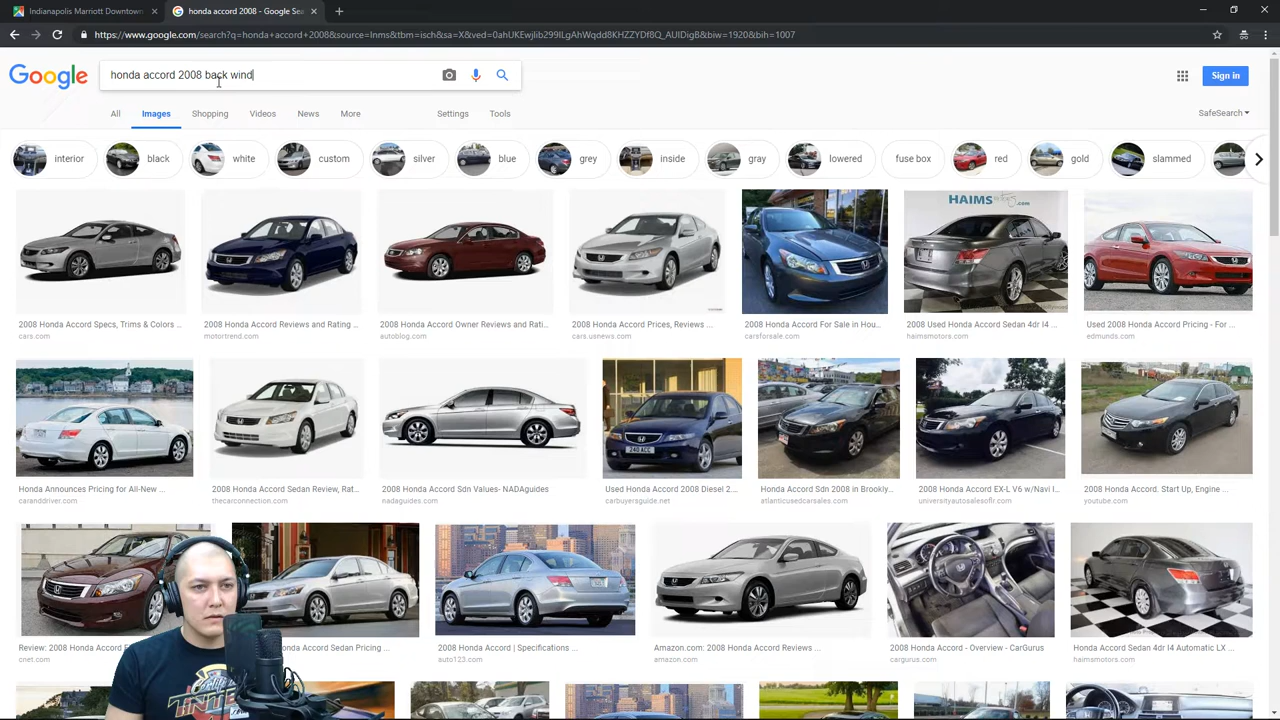 Indianapolis Marriott Downtown
honda accord 2008 - Google Sea
https://www.google.com/search?q=honda+accord+2008&source=lnms&tbm=isch&sa=X&ved=0ahUKEwjlib299ILgAhWqdd8KHZZYDf8Q_AUIDigB&biw=1920&bih=1007
Google
honda accord 2008 back wind
Sign in
All Images Shopping Videos News More Settings Tools SafeSearch
interior black white custom silver blue grey inside gray lowered fuse box red gold slammed
HAIMS
2008 Honda Accord Specs, Trims & Colors ... 2008 Honda Accord Reviews and Rating ... 2008 Honda Accord Owner Reviews and Rati... 2008 Honda Accord Prices, Reviews ... 2008 Honda Accord For Sale in Hou... 2008 Used Honda Accord Sedan 4dr I4 ... Used 2008 Honda Accord Pricing - For ...
cars.com motortrend.com autoblog.com cars.usnews.com carsforsale.com haimsmotors.com edmunds.com
240 ACC
Honda Announces Pricing for All-New ... 2008 Honda Accord Sedan Review, Rat... 2008 Honda Accord Sdn Values- NADAguides Used Honda Accord 2008 Diesel 2.... Honda Accord Sdn 2008 in Brookly... 2008 Honda Accord EX-L V6 w/Navi I... 2008 Honda Accord. Start Up, Engine ...
caranddriver.com thecarconnection.com nadaguides.com carbuyersguide.net atlanticusedcarsales.com universityautosalesoflr.com youtube.com
Review: 2008 Honda Accord E Honda Accord Sedan Pricing ... 2008 Honda Accord | Specifications ... Amazon.com: 2008 Honda Accord Reviews ... 2008 Honda Accord - Overview - CarGurus Honda Accord Sedan 4dr I4 Automatic LX ...
cnet.com auto123.com amazon.com cargurus.com haimsmotors.com